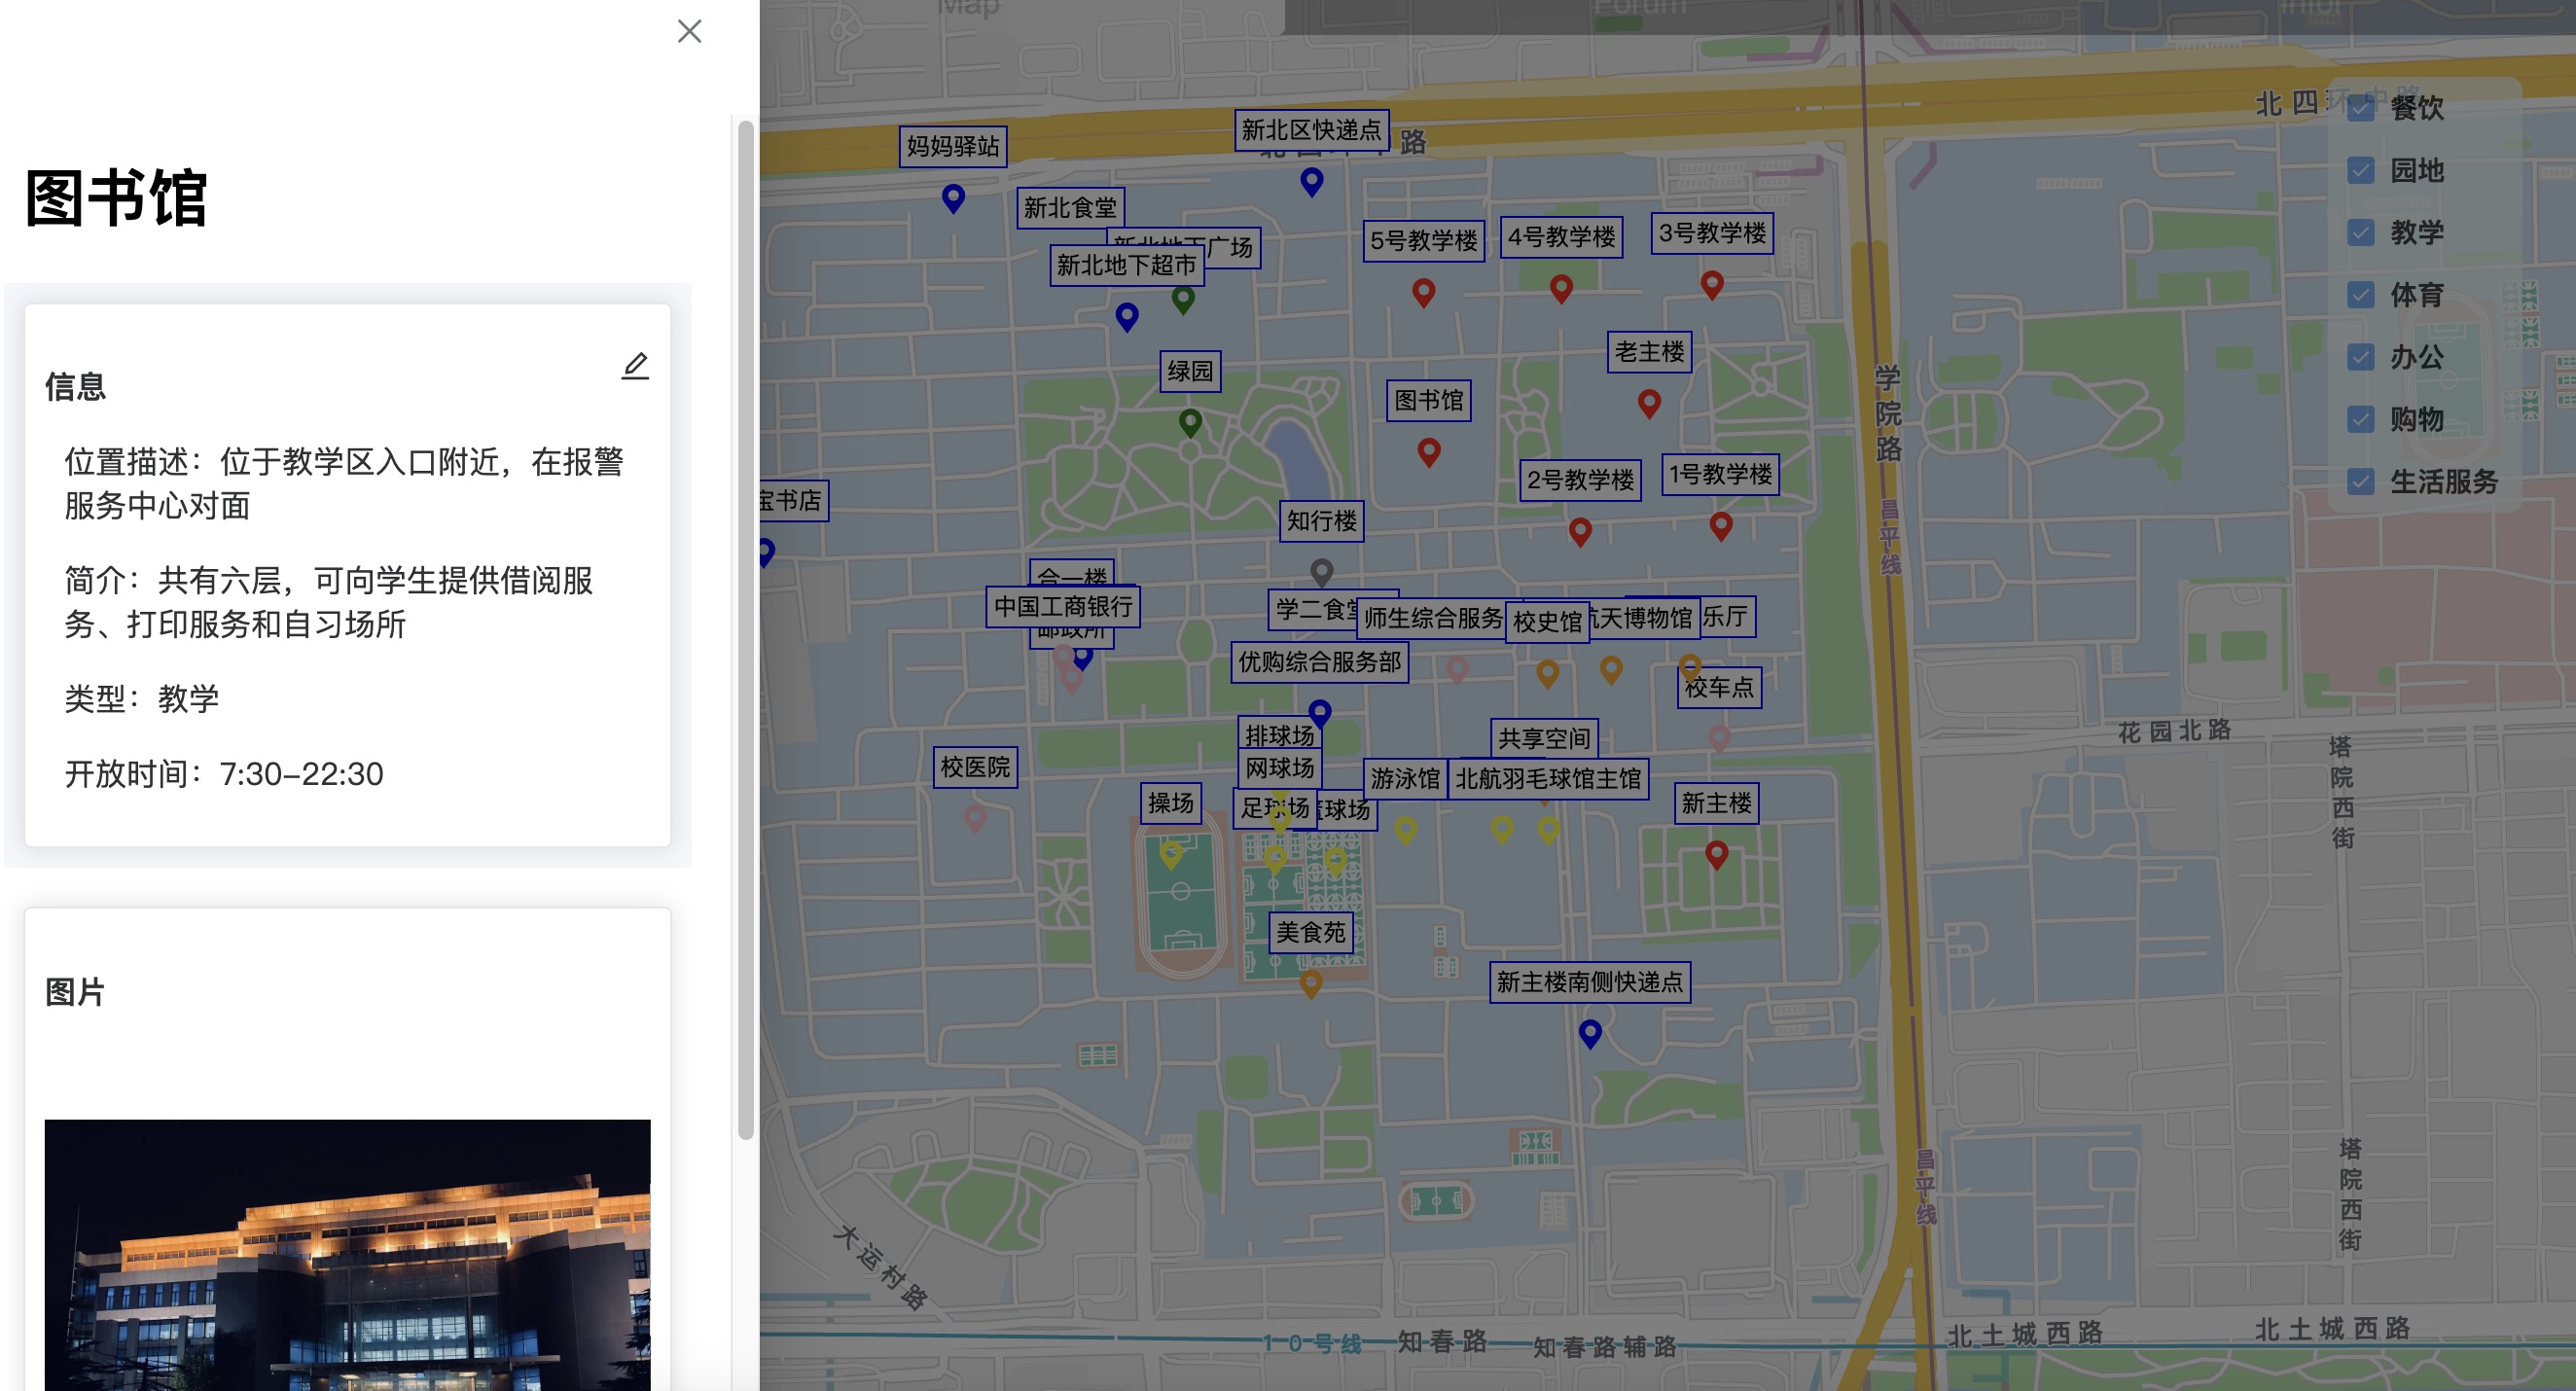 图书馆
信息
位置描述：位于教学区入口附近，在报警
服务中心对面
简介：共有六层，可向学生提供借阅服
务、打印服务和自习场所
类型：教学
开放时间：7:30-22:30
图片
Map
Forum
北四环中路
餐饮
园地
教学
体育
办公
购物
生活服务
妈妈驿站
新北区快递点
路
新北食堂
新北地下广场
新北地下超市
5号教学楼
4号教学楼
3号教学楼
绿园
老主楼
图书馆
学院路
2号教学楼
1号教学楼
宝书店
知行楼
昌平线
合一楼
中国工商银行
邮政所
学二食堂
师生综合服务
校史馆
航天博物馆
乐厅
优购综合服务部
校车点
排球场
共享空间
花园北路
塔院西街
校医院
网球场
游泳馆
北航羽毛球馆主馆
操场
足球场
篮球场
新主楼
美食苑
新主楼南侧快递点
昌平线
塔院西街
大运村路
10号线
知春路
知春路辅路
北土城西路
北土城西路